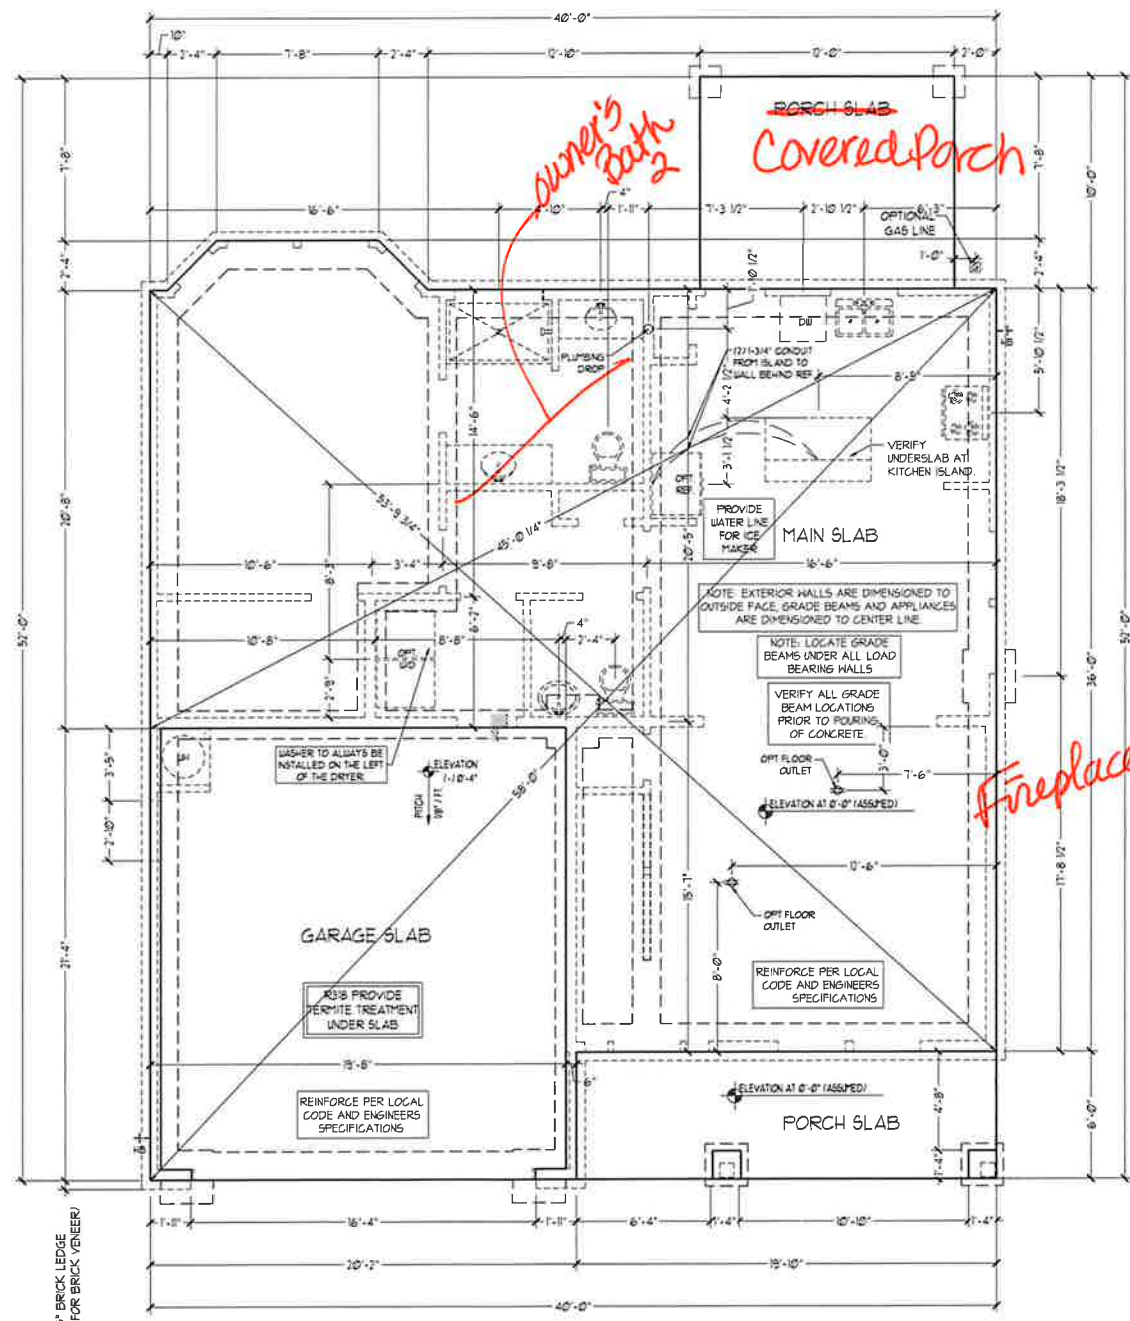 40'-0"
10"
2'-4"
7'-8"
2'-4"
12'-10"
12'-0"
2'-0"
PORCH SLAB
Covered Porch
owner's
Bath
2
7'-8"
7'-8"
10'-0"
16'-6"
4'-10"
4"
1'-11"
7'-3 1/2"
2'-10 1/2"
6'-3"
OPTIONAL
GAS LINE
1'-0"
2'-4"
2'-4"
1'-10 1/2"
DW
PLUMBING
DROP
(2) 1-3/4" CONDUIT
FROM ISLAND TO
WALL BEHIND REF
8'-5"
5'-10 1/2"
4'-2 1/2"
14'-6"
3'-1 1/2"
VERIFY
UNDERSLAB AT
KITCHEN ISLAND.
18'-3 1/2"
53'-9 3/4"
45'-0 1/4"
PROVIDE
WATER LINE
FOR ICE
MAKER
20'-5"
MAIN SLAB
20'-8"
8'-3"
10'-6"
3'-4"
9'-8"
16'-6"
NOTE: EXTERIOR WALLS ARE DIMENSIONED TO
OUTSIDE FACE, GRADE BEAMS AND APPLIANCES
ARE DIMENSIONED TO CENTER LINE.
52'-0"
52'-0"
6'-2"
10'-8"
8'-8"
4"
2'-4"
OPT
NOTE: LOCATE GRADE
BEAMS UNDER ALL LOAD
BEARING WALLS
36'-0"
2'-9"
VERIFY ALL GRADE
BEAM LOCATIONS
PRIOR TO POURING
OF CONCRETE.
WASHER TO ALWAYS BE
INSTALLED ON THE LEFT
OF THE DRYER.
ELEVATION
(-) 0'-4"
PITCH
1/8" / FT.
58'-0"
OPT FLOOR
OUTLET
3'-0"
7'-6"
Fireplace
3'-5"
2'-10"
ELEVATION AT 0'-0" (ASSUMED)
12'-6"
17'-8 1/2"
15'-7"
OPT FLOOR
OUTLET
8'-0"
GARAGE SLAB
21'-4"
R318 PROVIDE
TERMITE TREATMENT
UNDER SLAB
REINFORCE PER LOCAL
CODE AND ENGINEERS
SPECIFICATIONS
19'-8"
6"
REINFORCE PER LOCAL
CODE AND ENGINEERS
SPECIFICATIONS
ELEVATION AT 0'-0" (ASSUMED)
PORCH SLAB
4'-8"
6'-0"
1'-4"
1'-11"
16'-4"
1'-11"
6'-4"
1'-4"
10'-10"
1'-4"
20'-2"
19'-10"
40'-0"
" BRICK LEDGE
FOR BRICK VENEER)